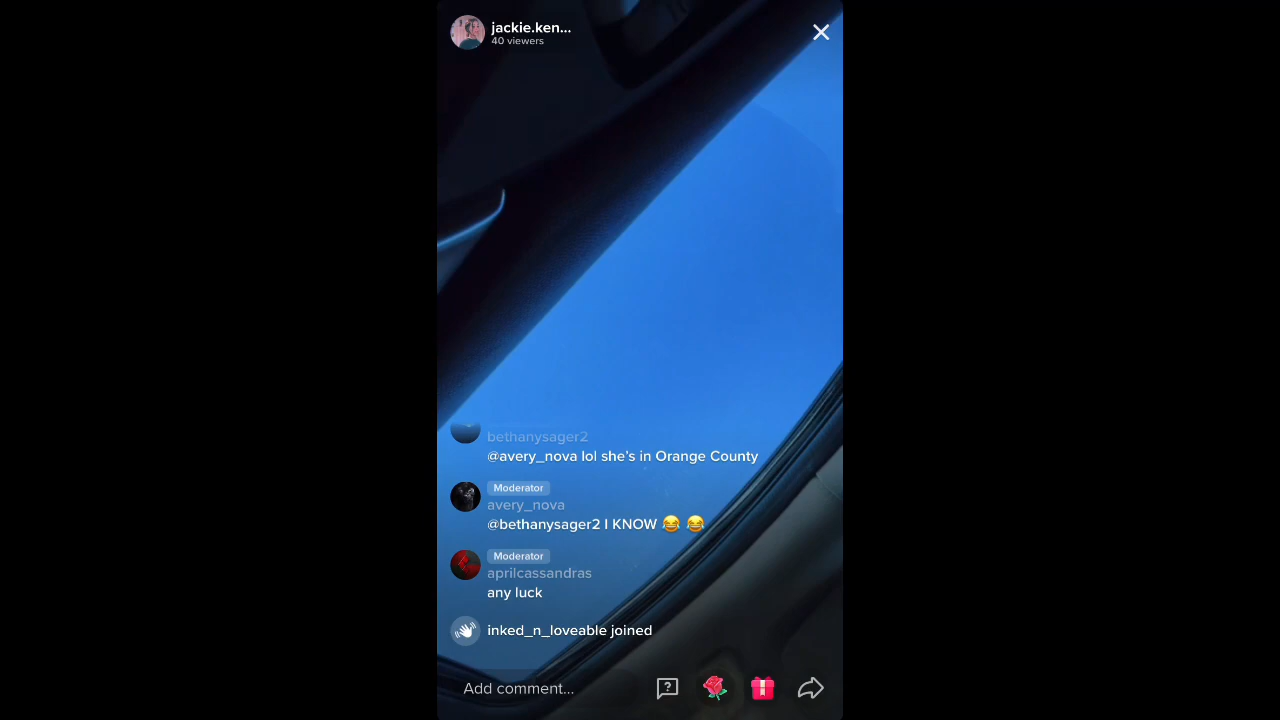 jackie.ken...
40 viewers
bethanysager2
@avery_nova lol she's in Orange County
Moderator
avery_nova
@bethanysager2 I KNOW 😂 😂
Moderator
aprilcassandras
any luck
inked_n_loveable joined
Add comment...
?